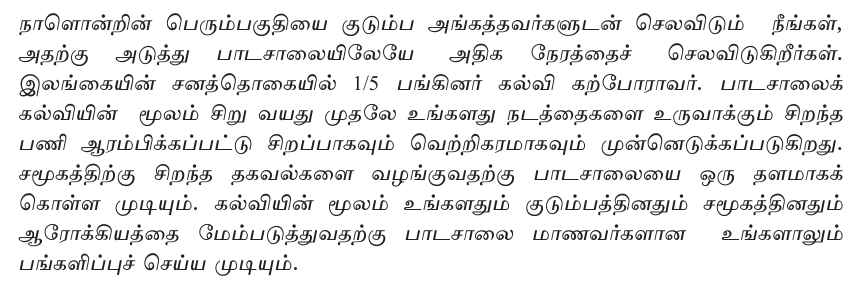 நாளொன்றின் பெரும்பகுதியை குடும்ப அங்கத்தவர்களுடன் செலவிடும் நீங்கள்,
அதற்கு அடுத்து பாடசாலையிலேயே அதிக நேரத்தைச் செலவிடுகிறீர்கள்.
இலங்கையின் சனத்தொகையில் 1/5 பங்கினர் கல்வி கற்போராவர். பாடசாலைக்
கல்வியின் மூலம் சிறு வயது முதலே உங்களது நடத்தைகளை உருவாக்கும் சிறந்த
பணி ஆரம்பிக்கப்பட்டு சிறப்பாகவும் வெற்றிகரமாகவும் முன்னெடுக்கப்படுகிறது.
சமூகத்திற்கு சிறந்த தகவல்களை வழங்குவதற்கு பாடசாலையை ஒரு தளமாகக்
கொள்ள முடியும். கல்வியின் மூலம் உங்களதும் குடும்பத்தினதும் சமூகத்தினதும்
ஆரோக்கியத்தை மேம்படுத்துவதற்கு பாடசாலை மாணவர்களான உங்களாலும்
பங்களிப்புச் செய்ய முடியும்.